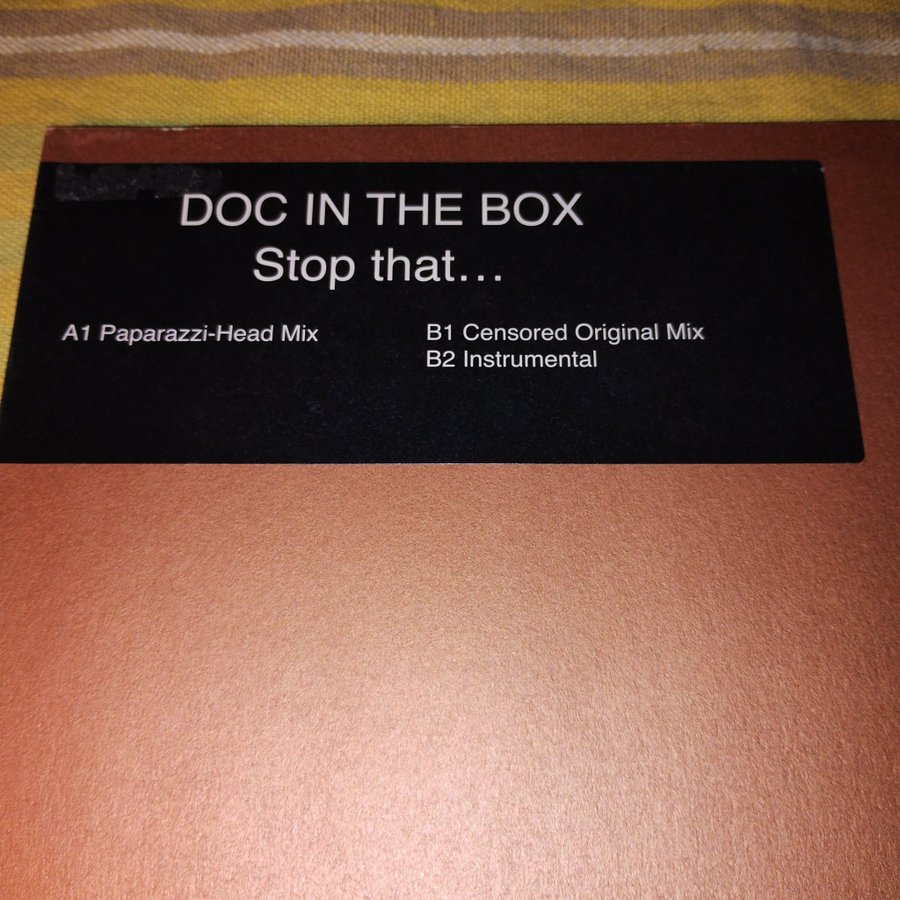 DOC IN THE BOX
Stop that...
A1 Paparazzi-Head Mix
B1 Censored Original Mix
B2 Instrumental